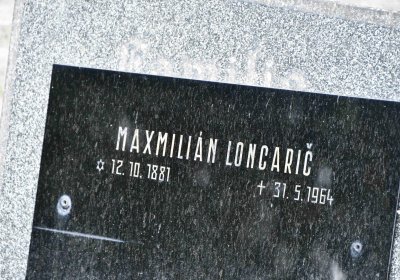 MAXMILIÁN LONCARIČ
✡ 12.10.1881
✝ 31.5.1964